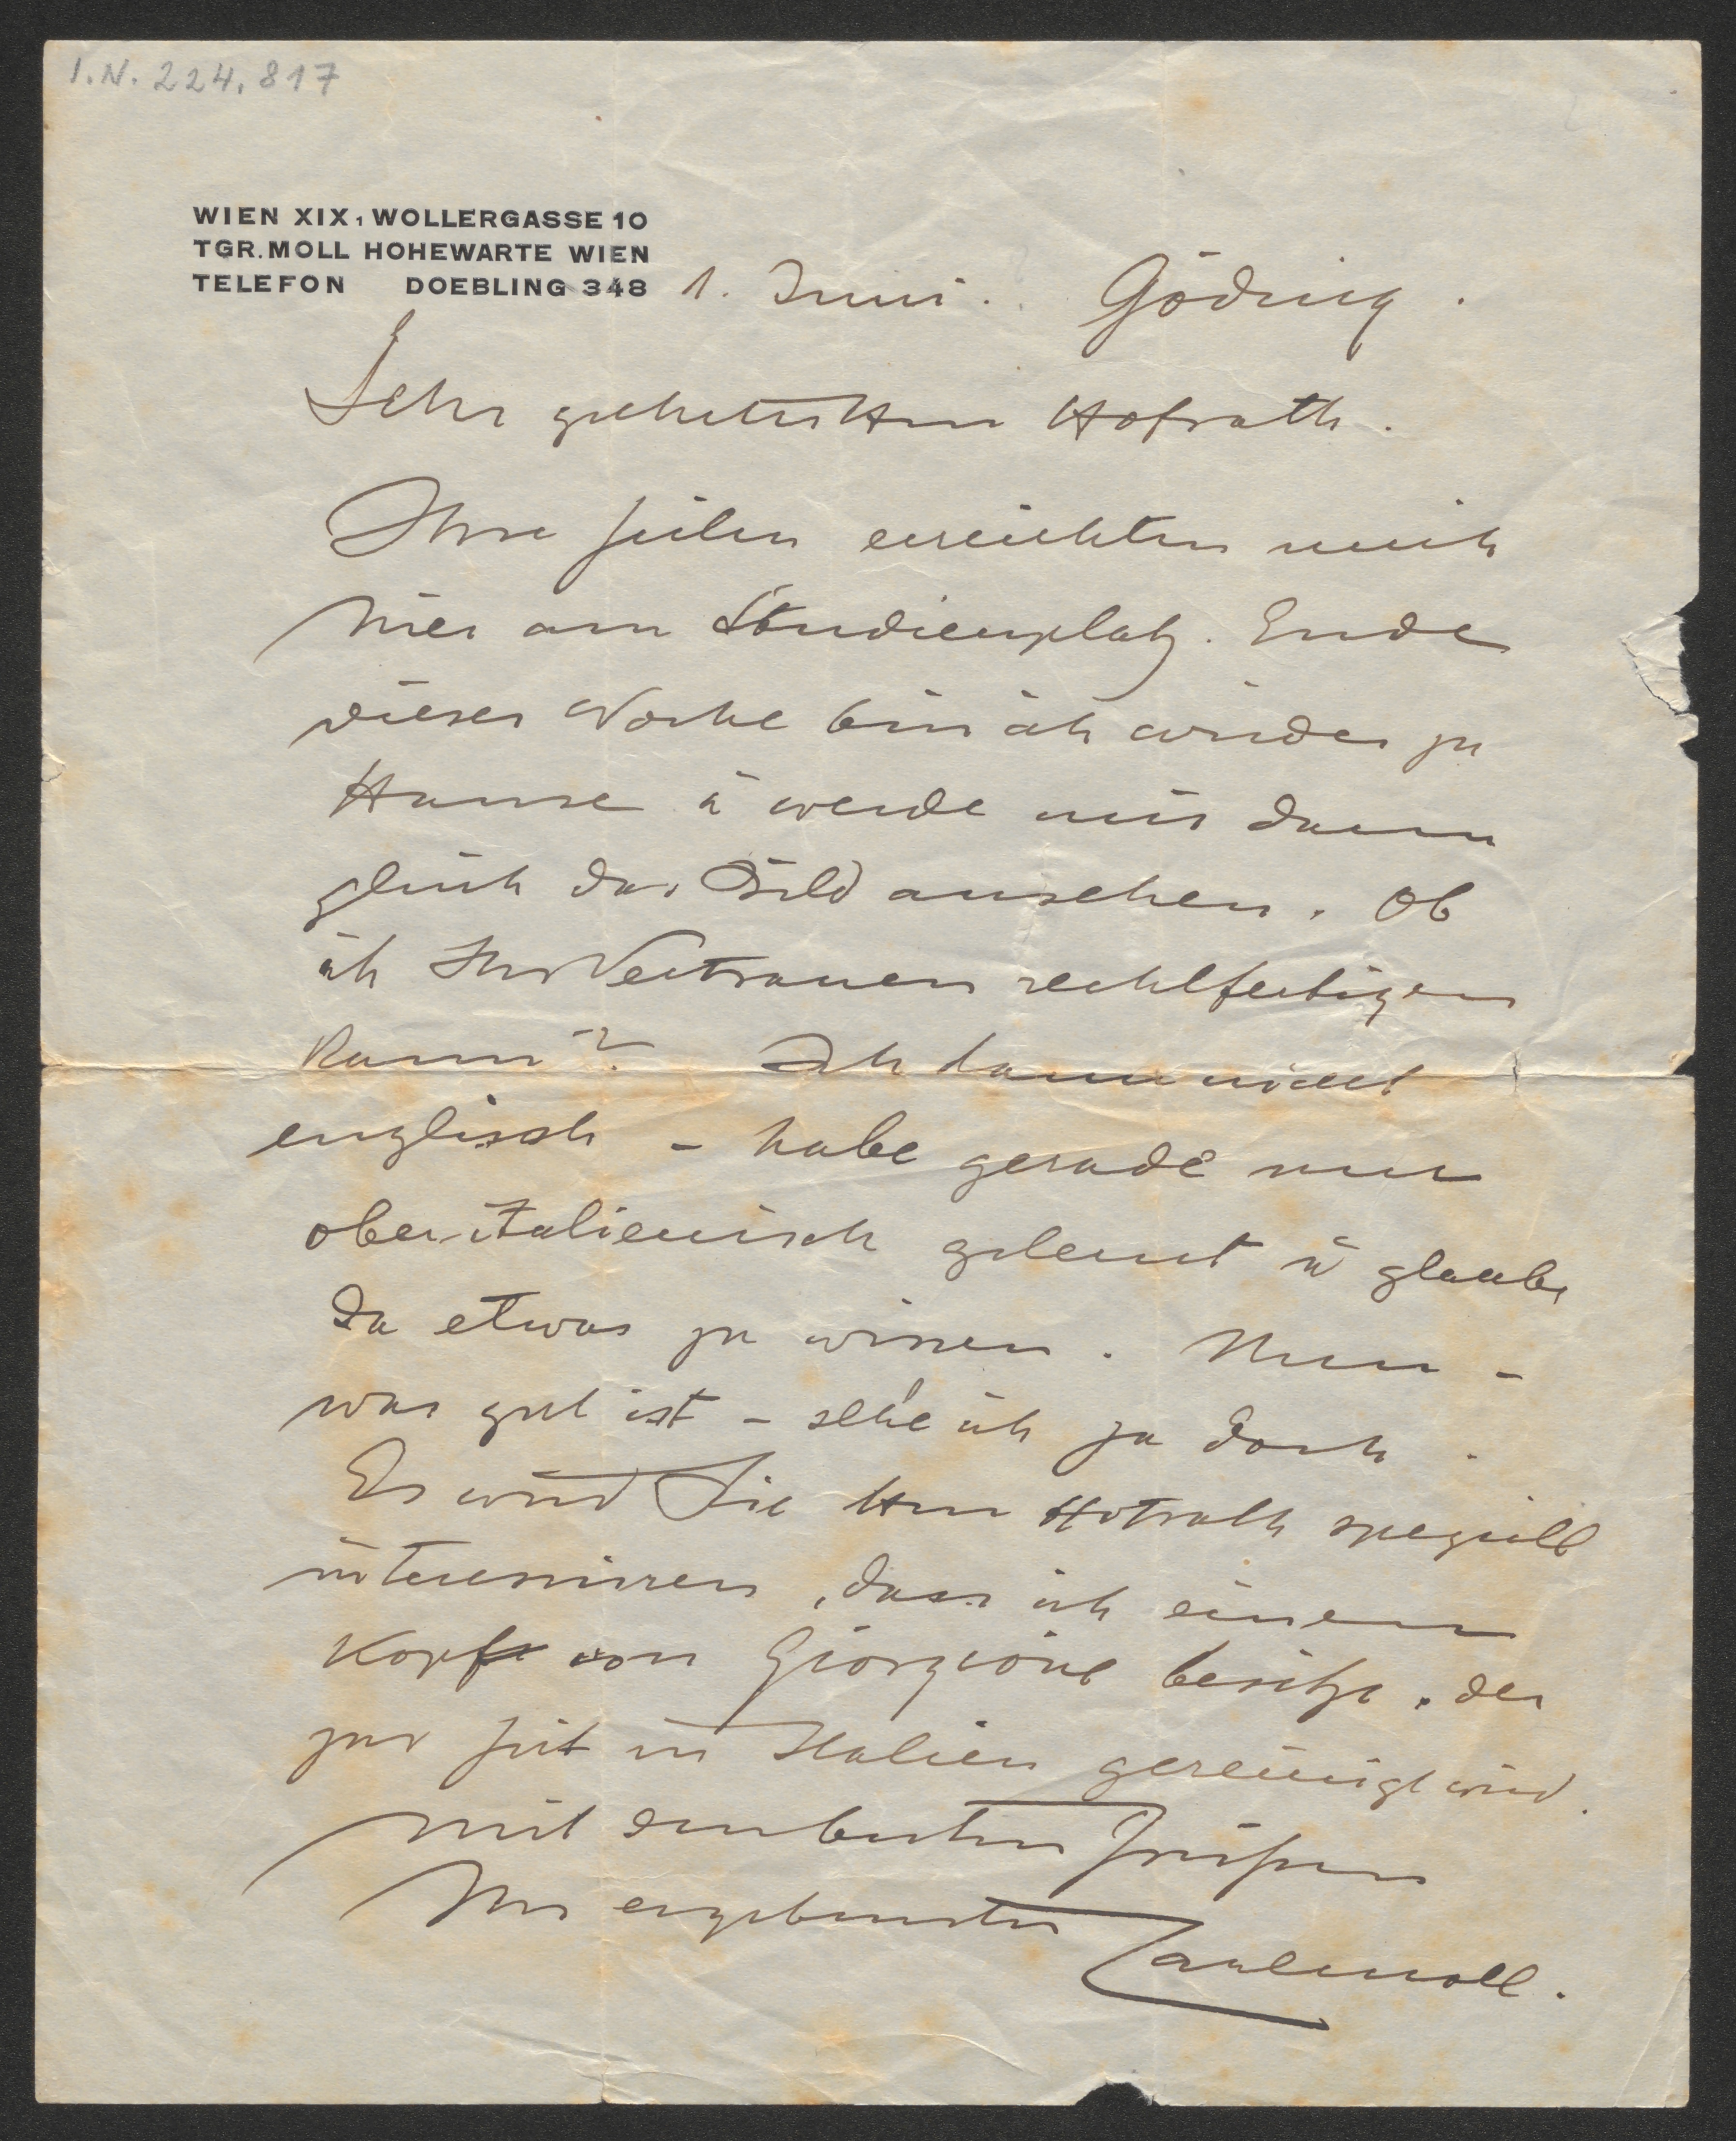 I.N. 224.817
WIEN XIX, WOLLERGASSE 10
TGR. MOLL HOHEWARTE WIEN
TELEFON DOEBLING 348
1. Juni. Göding.
Sehr geehrter Herr Hofrath.
Ihre Zeilen erreichten mich
hier am Studienplatz. Ende
dieser Woche bin ich wieder zu
Hause u werde mir dann
gleich das Bild ansehen. Ob
ich Ihr Vertrauen rechtfertigen
kann? Ich kann nicht
englisch – habe gerade nur
oberitalienisch gelernt u glaube
da etwas zu wissen. Nun –
was gut ist – sehe ich ja doch.
Es wird Sie Herr Hofrath speziell
interessiren, dass ich einen
Kopf von Giorgione besitze, der
zur Zeit in Italien gereinigt wird.
Mit den besten Grüßen
Ihr ergebenster
Carl Moll.